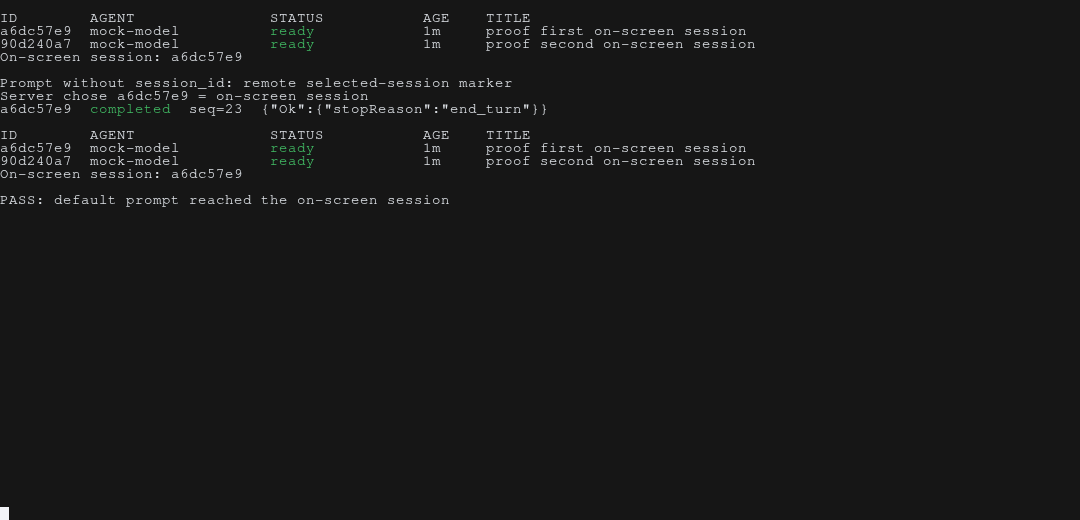 ID        AGENT               STATUS           AGE    TITLE
a6dc57e9  mock-model          ready            1m     proof first on-screen session
90d240a7  mock-model          ready            1m     proof second on-screen session
On-screen session: a6dc57e9
Prompt without session_id: remote selected-session marker
Server chose a6dc57e9 = on-screen session
a6dc57e9  completed  seq=23  {"Ok":{"stopReason":"end_turn"}}
ID        AGENT               STATUS           AGE    TITLE
a6dc57e9  mock-model          ready            1m     proof first on-screen session
90d240a7  mock-model          ready            1m     proof second on-screen session
On-screen session: a6dc57e9
PASS: default prompt reached the on-screen session